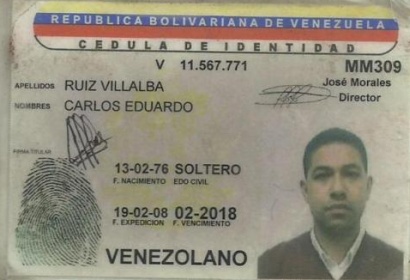 REPUBLICA BOLIVARIANA DE VENEZUELA
CEDULA DE IDENTIDAD
V 11.567.771
MM309
José Morales
Director
APELLIDOS RUIZ VILLALBA
NOMBRES CARLOS EDUARDO
FIRMA TITULAR
13-02-76 SOLTERO
F. NACIMIENTO EDO CIVIL
19-02-08 02-2018
F. EXPEDICION F. VENCIMIENTO
VENEZOLANO